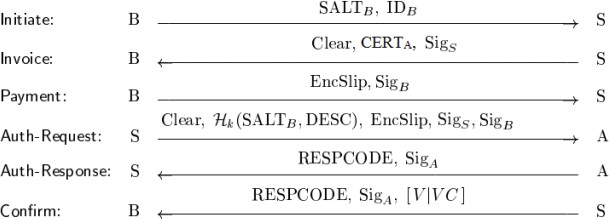 Initiate: B SALT_B, ID_B S
Invoice: B Clear, CERTA, Sig_S S
Payment: B EncSlip, Sig_B S
Auth-Request: S Clear, ℋ_k(SALT_B, DESC), EncSlip, Sig_S, Sig_B A
Auth-Response: S RESPCODE, Sig_A A
Confirm: B RESPCODE, Sig_A, [V|VC] S